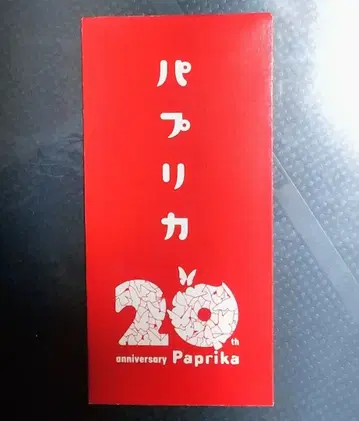 パプリカ
20th
anniversary Paprika